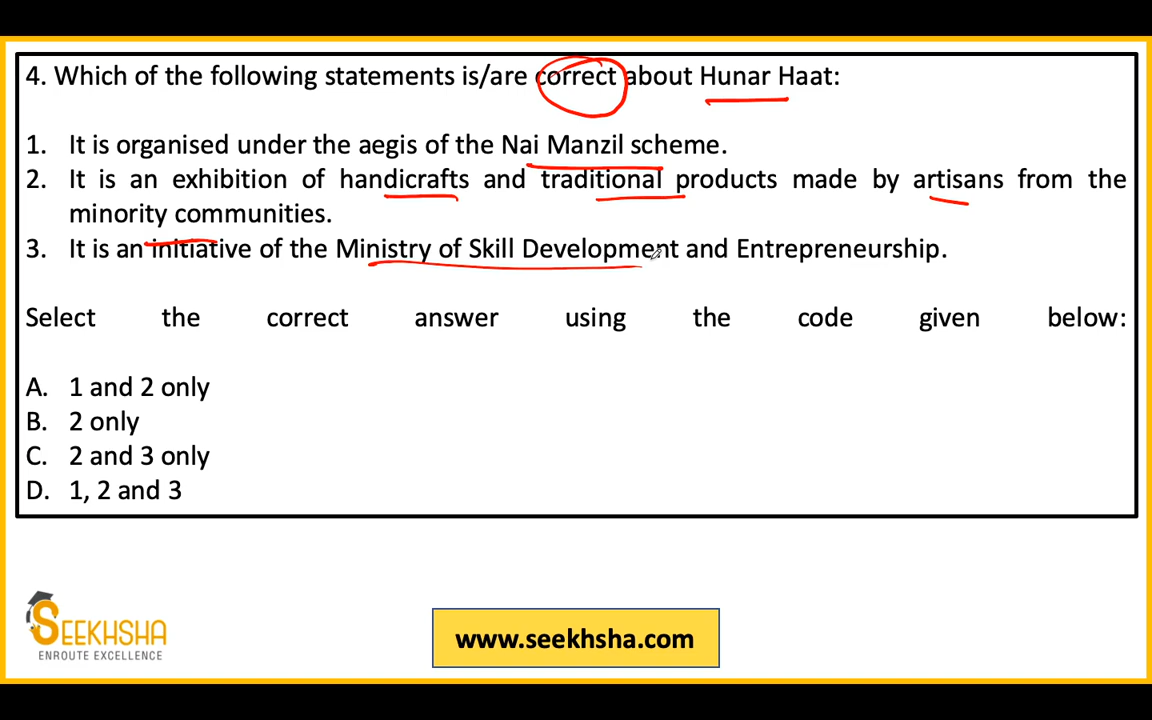 4. Which of the following statements is/are correct about Hunar Haat:
1. It is organised under the aegis of the Nai Manzil scheme.
2. It is an exhibition of handicrafts and traditional products made by artisans from the
minority communities.
3. It is an initiative of the Ministry of Skill Development and Entrepreneurship.
Select the correct answer using the code given below:
A. 1 and 2 only
B. 2 only
C. 2 and 3 only
D. 1, 2 and 3
SEEKHSHA
ENROUTE EXCELLENCE
www.seekhsha.com